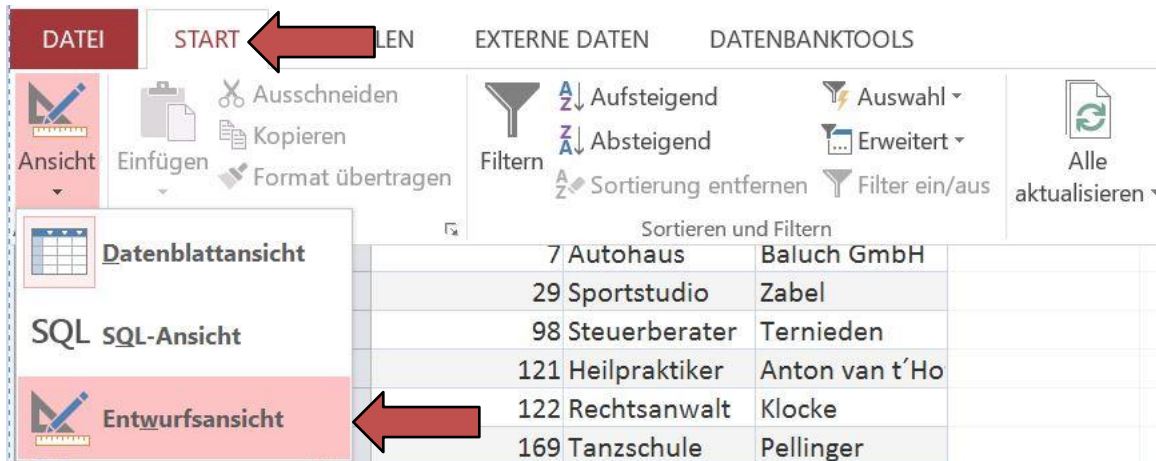 DATEI START LLEN EXTERNE DATEN DATENBANKTOOLS
Ansicht
Einfügen
Ausschneiden
Kopieren
Format übertragen
Filtern
Aufsteigend
Absteigend
Sortierung entfernen
Auswahl
Erweitert
Filter ein/aus
Sortieren und Filtern
Alle
aktualisieren
Datenblattansicht
SQL SQL-Ansicht
Entwurfsansicht
7 Autohaus Baluch GmbH
29 Sportstudio Zabel
98 Steuerberater Ternieden
121 Heilpraktiker Anton van t´Ho
122 Rechtsanwalt Klocke
169 Tanzschule Pellinger